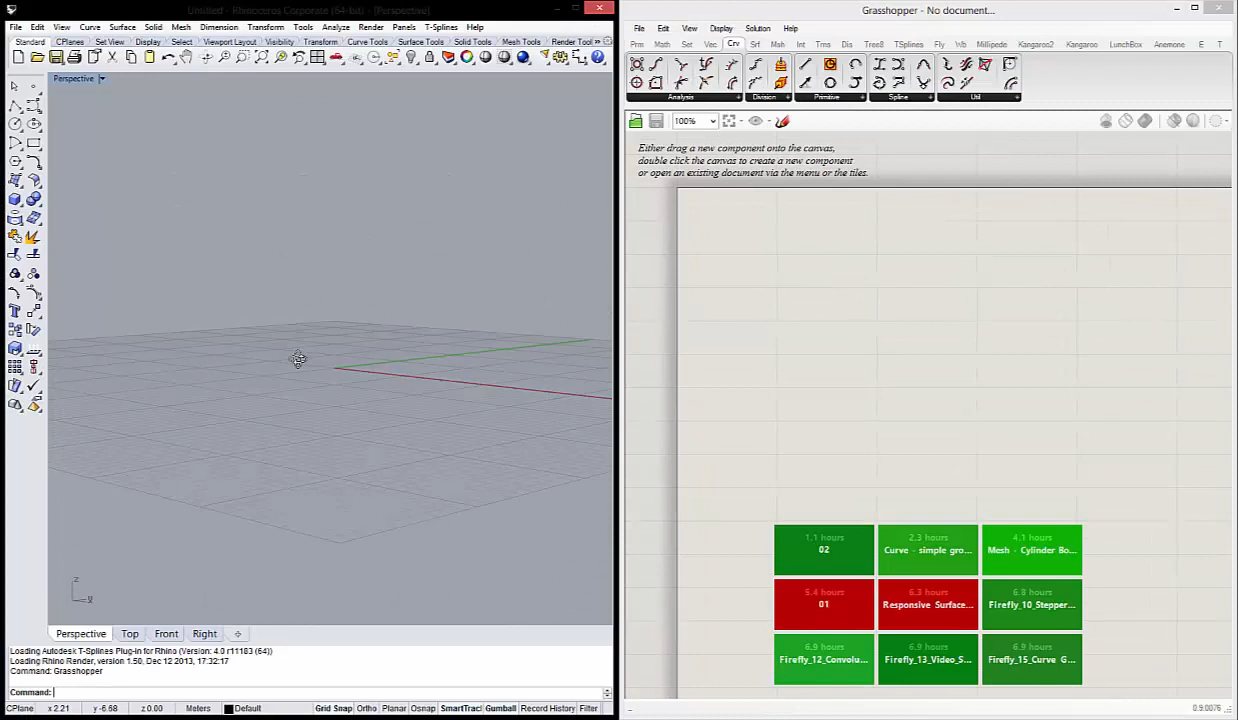 Untitled - Rhinoceros Corporate (64-bit) - [Perspective]
File Edit View Curve Surface Solid Mesh Dimension Transform Tools Analyze Render Panels T-Splines Help
Standard CPlanes Set View Display Select Viewport Layout Visibility Transform Curve Tools Surface Tools Solid Tools Mesh Tools Render Tool
Perspective
z
y
Perspective Top Front Right
Loading Autodesk T-Splines Plug-in for Rhino (Version: 4.0 r11183 (64))
Loading Rhino Render, version 1.50, Dec 12 2013, 17:32:17
Command: Grasshopper
Command:
CPlane x 2.21 y -6.68 z 0.00 Meters Default Grid Snap Ortho Planar Osnap SmartTracl Gumball Record History Filter
Grasshopper - No document...
File Edit View Display Solution Help
Prm Math Set Vec Crv Srf Msh Int Trns Dis Tree8 TSplines Fly Wb Millipede Kangaroo2 Kangaroo LunchBox Anemone E T
Analysis Division Primitive Spline Util
100%
Either drag a new component onto the canvas,
double click the canvas to create a new component
or open an existing document via the menu or the tiles.
1.1 hours 2.3 hours 4.1 hours
02 Curve - simple gro... Mesh - Cylinder Bo...
5.4 hours 6.3 hours 6.8 hours
01 Responsive Surface... Firefly_10_Stepper...
6.9 hours 6.9 hours 6.9 hours
Firefly_12_Convolu... Firefly_13_Video_S... Firefly_15_Curve G...
0.9.0076